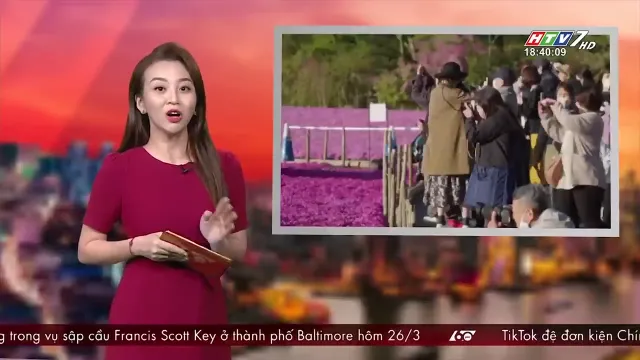 HTV7 HD
18:40:09
g trong vụ sập cầu Francis Scott Key ở thành phố Baltimore hôm 26/3 60 TikTok đệ đơn kiện Chí